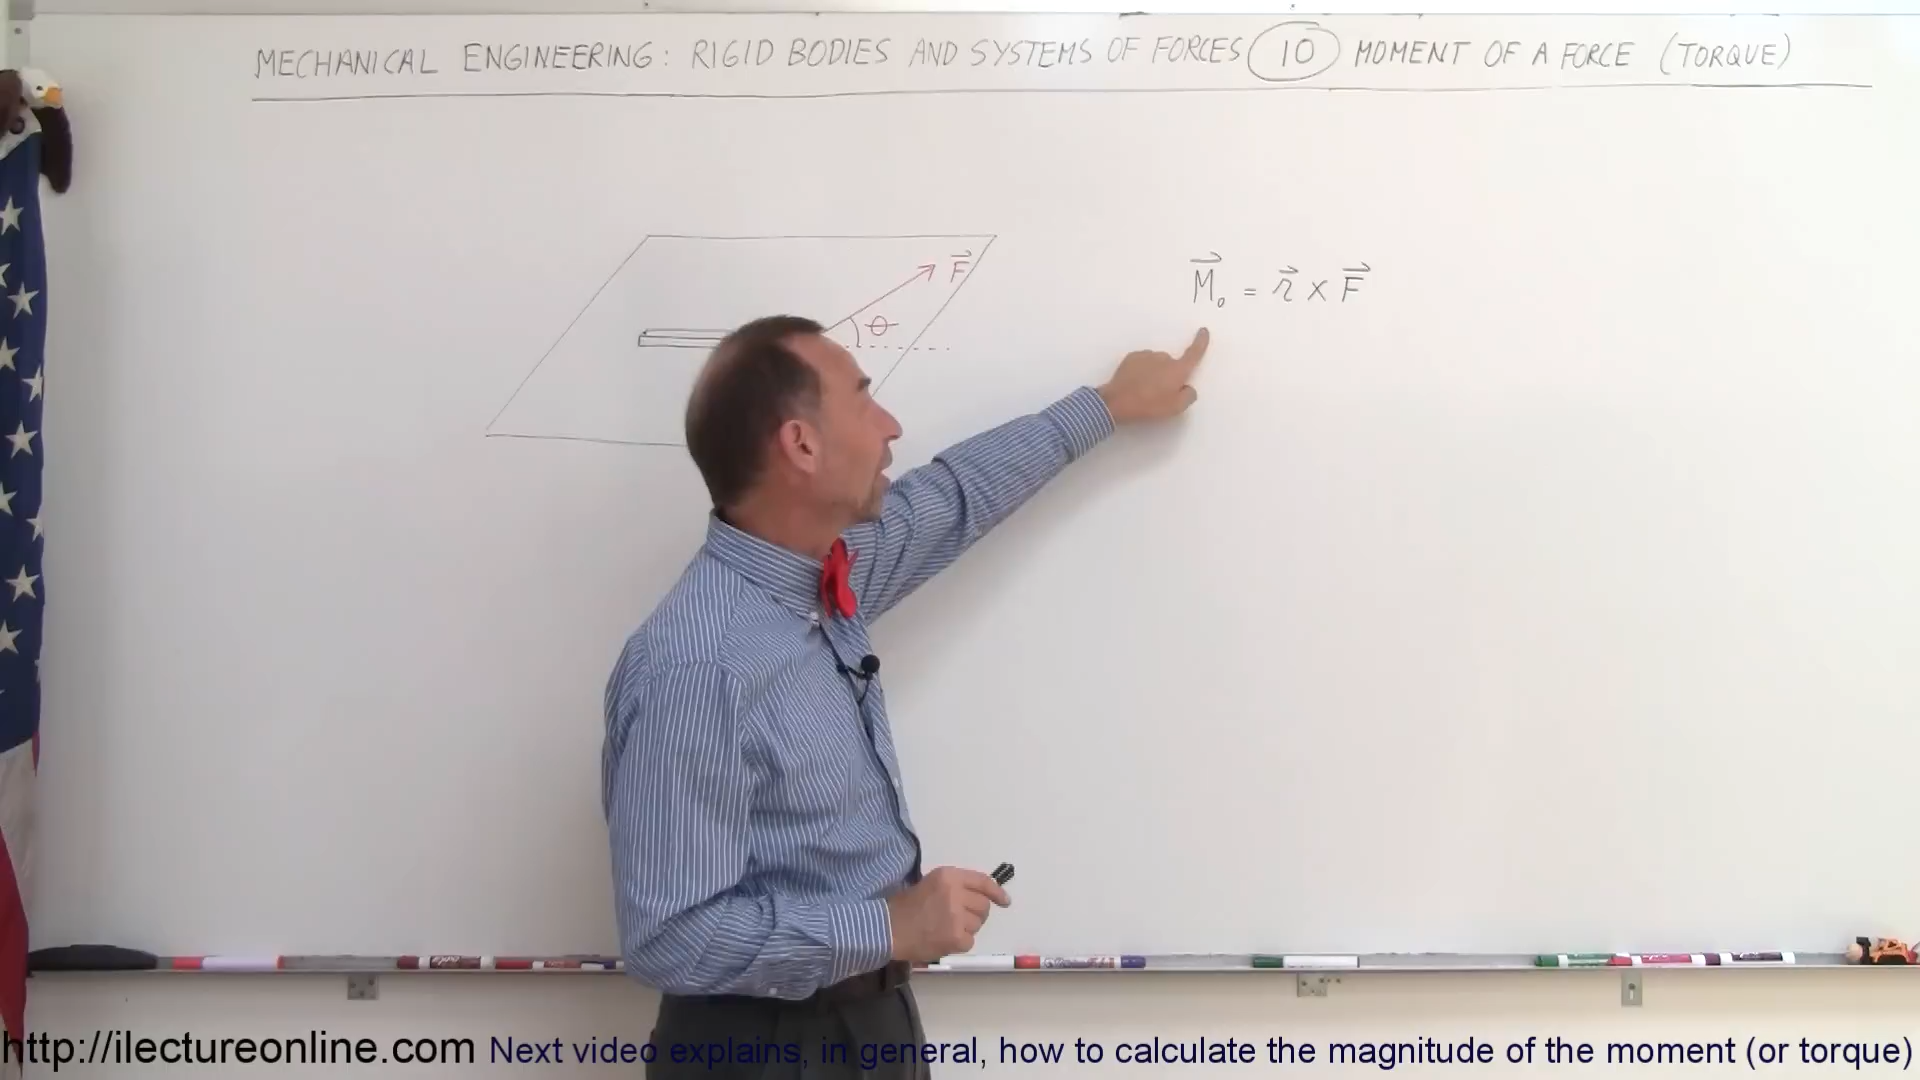 MECHANICAL ENGINEERING: RIGID BODIES AND SYSTEMS OF FORCES 10 MOMENT OF A FORCE (TORQUE)
F
θ
M₀ = r × F
http://ilectureonline.com Next video explains, in general, how to calculate the magnitude of the moment (or torque)